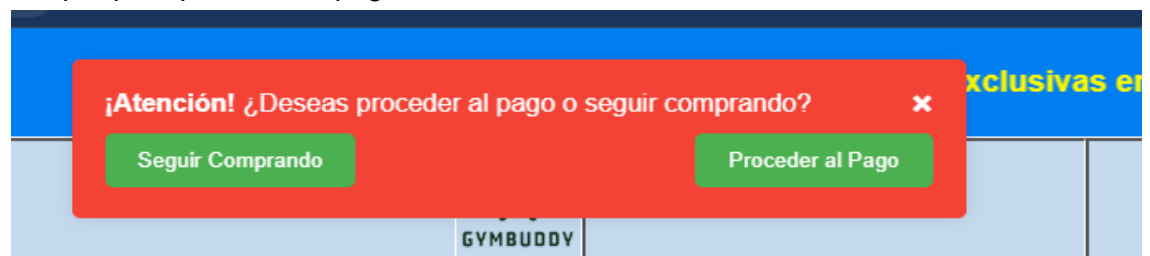 xclusivas en
¡Atención! ¿Deseas proceder al pago o seguir comprando? ×
Seguir Comprando
Proceder al Pago
GYMBUDDY